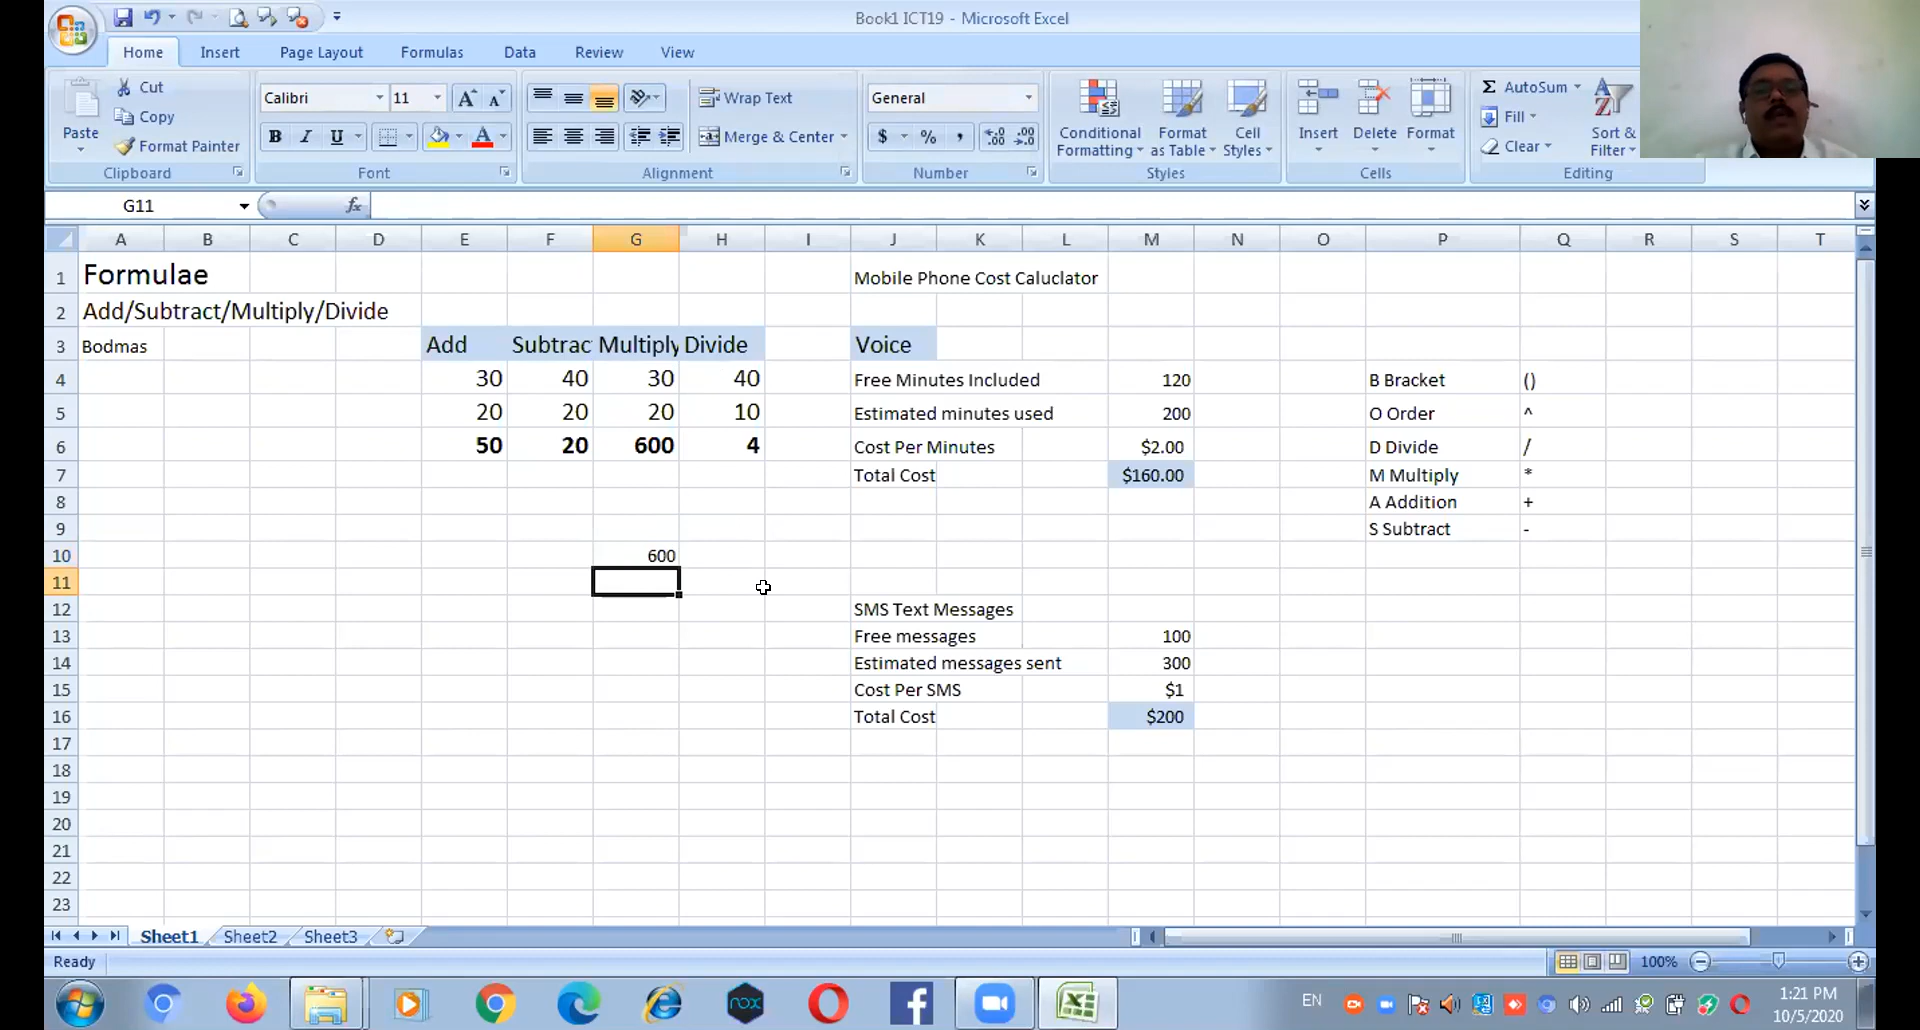 Book1 ICT19 - Microsoft Excel
Home Insert Page Layout Formulas Data Review View
Paste Cut Copy Format Painter Clipboard
Calibri 11 A A B I U A Font
Wrap Text Merge & Center Alignment
General $ % , .00 .00 Number
Conditional Formatting Format as Table Cell Styles Styles
Insert Delete Format Cells
Σ AutoSum Fill Clear Sort & Filter Editing
G11 fx
A B C D E F G H I J K L M N O P Q R S T
1 Formulae Mobile Phone Cost Caluclator
2 Add/Subtract/Multiply/Divide
3 Bodmas Add Subtrac Multiply Divide Voice
4 30 40 30 40 Free Minutes Included 120 B Bracket ()
5 20 20 20 10 Estimated minutes used 200 O Order ^
6 50 20 600 4 Cost Per Minutes $2.00 D Divide /
7 Total Cost $160.00 M Multiply *
8 A Addition +
9 S Subtract -
10 600
11
12 SMS Text Messages
13 Free messages 100
14 Estimated messages sent 300
15 Cost Per SMS $1
16 Total Cost $200
17
18
19
20
21
22
23
Sheet1 Sheet2 Sheet3
Ready 100%
nox EN 1:21 PM
10/5/2020